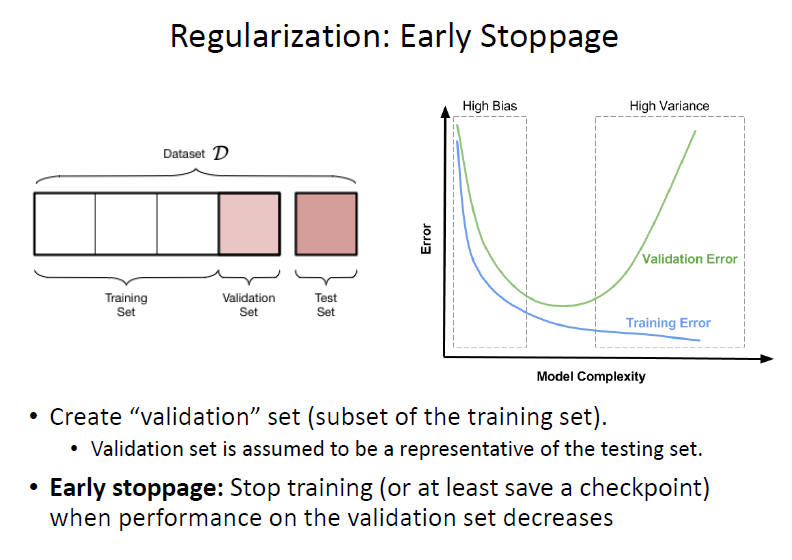 Regularization: Early Stoppage
Dataset 𝒟
Training
Set
Validation
Set
Test
Set
High Bias
High Variance
Error
Validation Error
Training Error
Model Complexity
• Create “validation” set (subset of the training set).
• Validation set is assumed to be a representative of the testing set.
• Early stoppage: Stop training (or at least save a checkpoint)
when performance on the validation set decreases